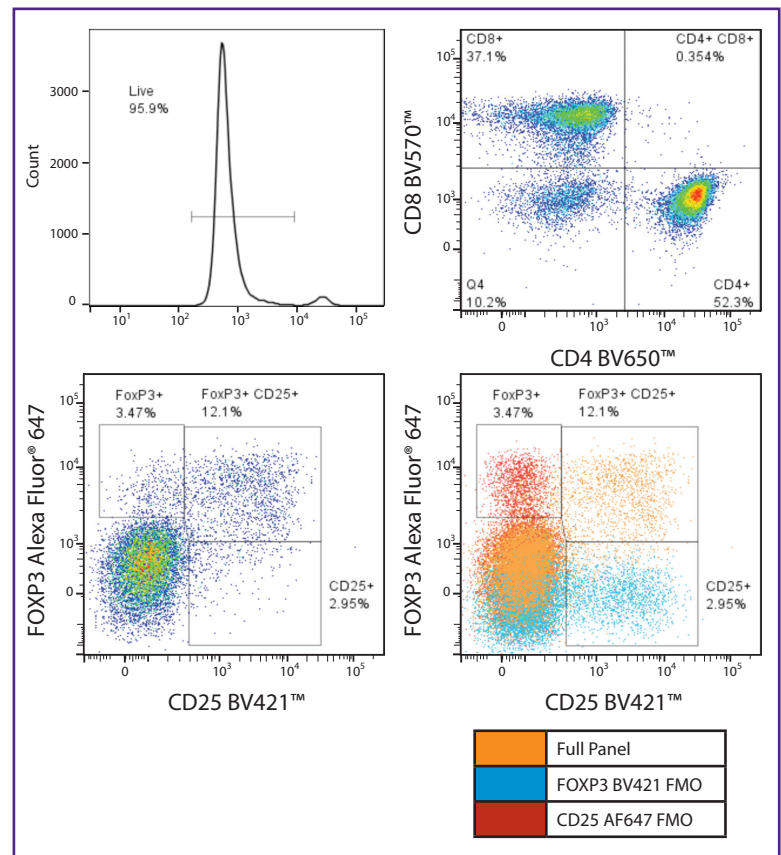 Live
95.9%
Count
3000
2000
1000
0
10¹ 10² 10³ 10⁴ 10⁵
CD8+
37.1%
CD4+ CD8+
0.354%
CD8 BV570™
10⁵
10⁴
10³
0
Q4
10.2%
CD4+
52.3%
0 10³ 10⁴ 10⁵
CD4 BV650™
FoxP3+
3.47%
FoxP3+ CD25+
12.1%
FOXP3 Alexa Fluor® 647
10⁵
10⁴
10³
0
CD25+
2.95%
0 10³ 10⁴ 10⁵
CD25 BV421™
FoxP3+
3.47%
FoxP3+ CD25+
12.1%
FOXP3 Alexa Fluor® 647
10⁵
10⁴
10³
0
CD25+
2.95%
0 10³ 10⁴ 10⁵
CD25 BV421™
Full Panel
FOXP3 BV421 FMO
CD25 AF647 FMO